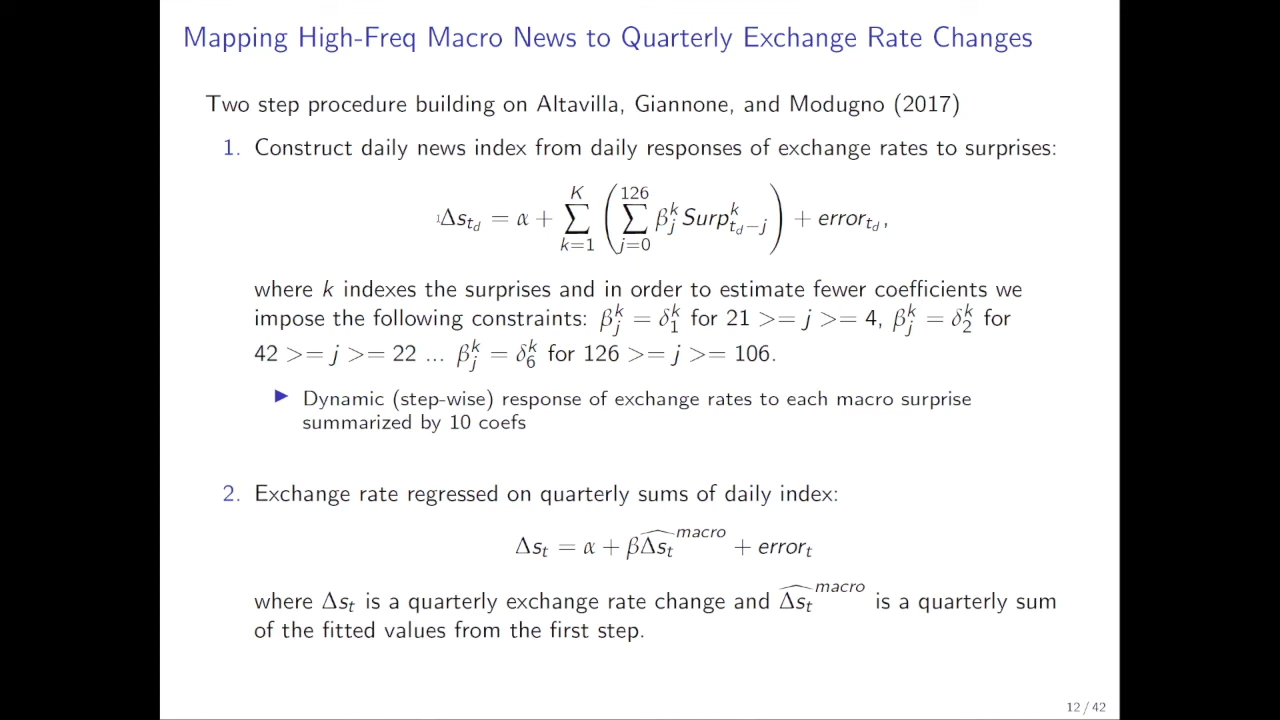 Mapping High-Freq Macro News to Quarterly Exchange Rate Changes
Two step procedure building on Altavilla, Giannone, and Modugno (2017)
1. Construct daily news index from daily responses of exchange rates to surprises:
₁Δs_{t_d} = α + ∑_{k=1}^{K} ( ∑_{j=0}^{126} β_j^k Surp_{t_d−j}^k ) + error_{t_d},
where k indexes the surprises and in order to estimate fewer coefficients we
impose the following constraints: β_j^k = δ_1^k for 21 >= j >= 4, β_j^k = δ_2^k for
42 >= j >= 22 ... β_j^k = δ_6^k for 126 >= j >= 106.
▶ Dynamic (step-wise) response of exchange rates to each macro surprise
summarized by 10 coefs
2. Exchange rate regressed on quarterly sums of daily index:
Δs_t = α + β\widehat{Δs_t}^{macro} + error_t
where Δs_t is a quarterly exchange rate change and \widehat{Δs_t}^{macro} is a quarterly sum
of the fitted values from the first step.
12 / 42